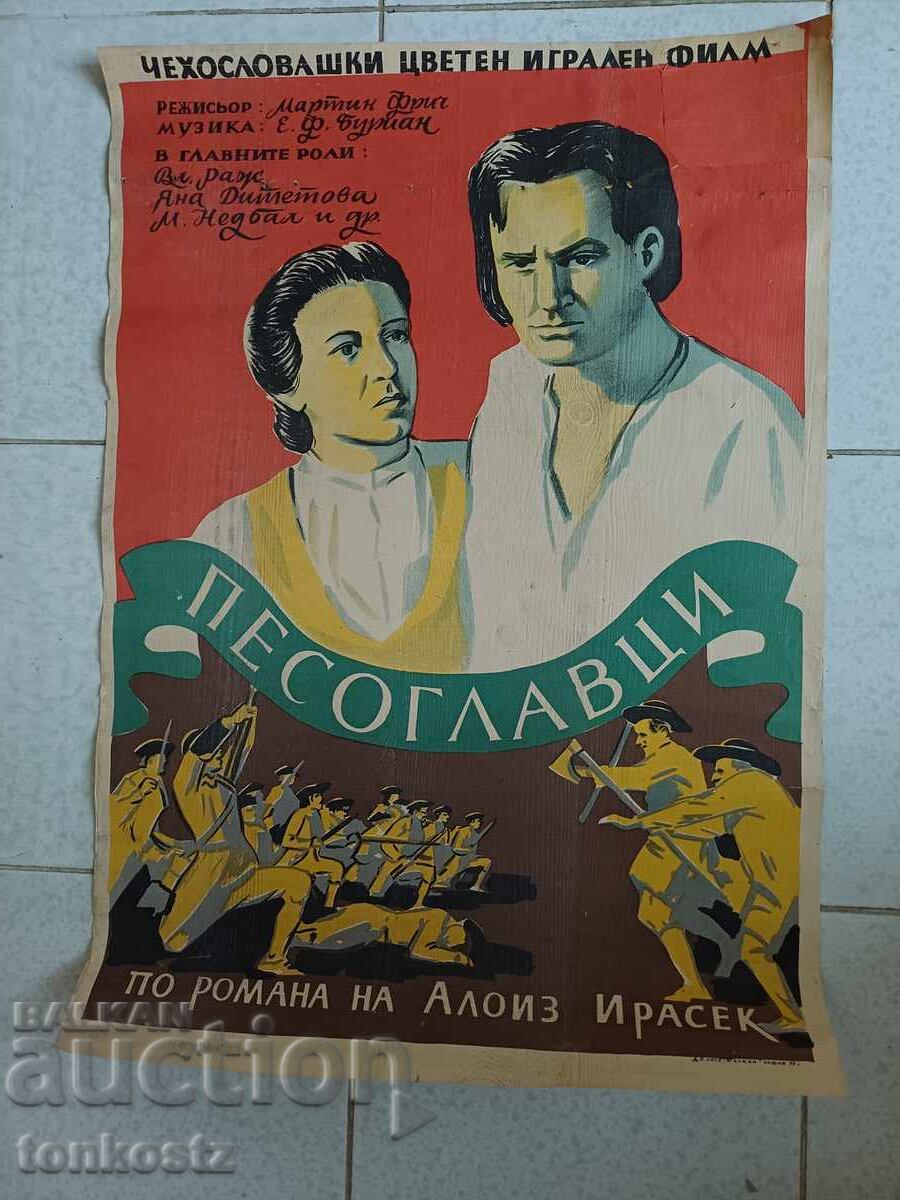 ЧЕХОСЛОВАШКИ ЦВЕТЕН ИГРАЛЕН ФИЛМ
РЕЖИСЬОР: Мартин Фрич
МУЗИКА: Е. Ф. Буриан
В ГЛАВНИТЕ РОЛИ:
Вл. Раж
Яна Дитетова
М. Недбал и др.
ПЕСОГЛАВЦИ
ПО РОМАНА НА АЛОИЗ ИРАСЕК
BALKAN
auction
tonkostz